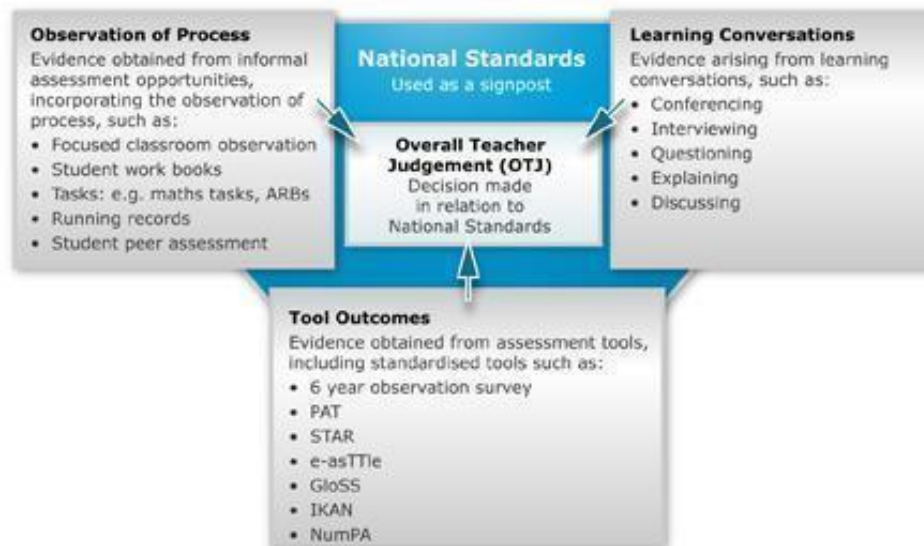 Observation of Process
Evidence obtained from informal
assessment opportunities,
incorporating the observation of
process, such as:
• Focused classroom observation
• Student work books
• Tasks: e.g. maths tasks, ARBs
• Running records
• Student peer assessment
National Standards
Used as a signpost
Overall Teacher
Judgement (OTJ)
Decision made
in relation to
National Standards
Learning Conversations
Evidence arising from learning
conversations, such as:
• Conferencing
• Interviewing
• Questioning
• Explaining
• Discussing
Tool Outcomes
Evidence obtained from assessment tools,
including standardised tools such as:
• 6 year observation survey
• PAT
• STAR
• e-asTTle
• GloSS
• IKAN
• NumPA